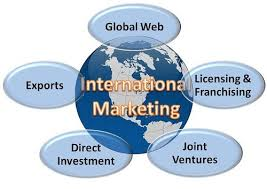 Global Web
Exports
International
Marketing
Licensing &
Franchising
Direct
Investment
Joint
Ventures